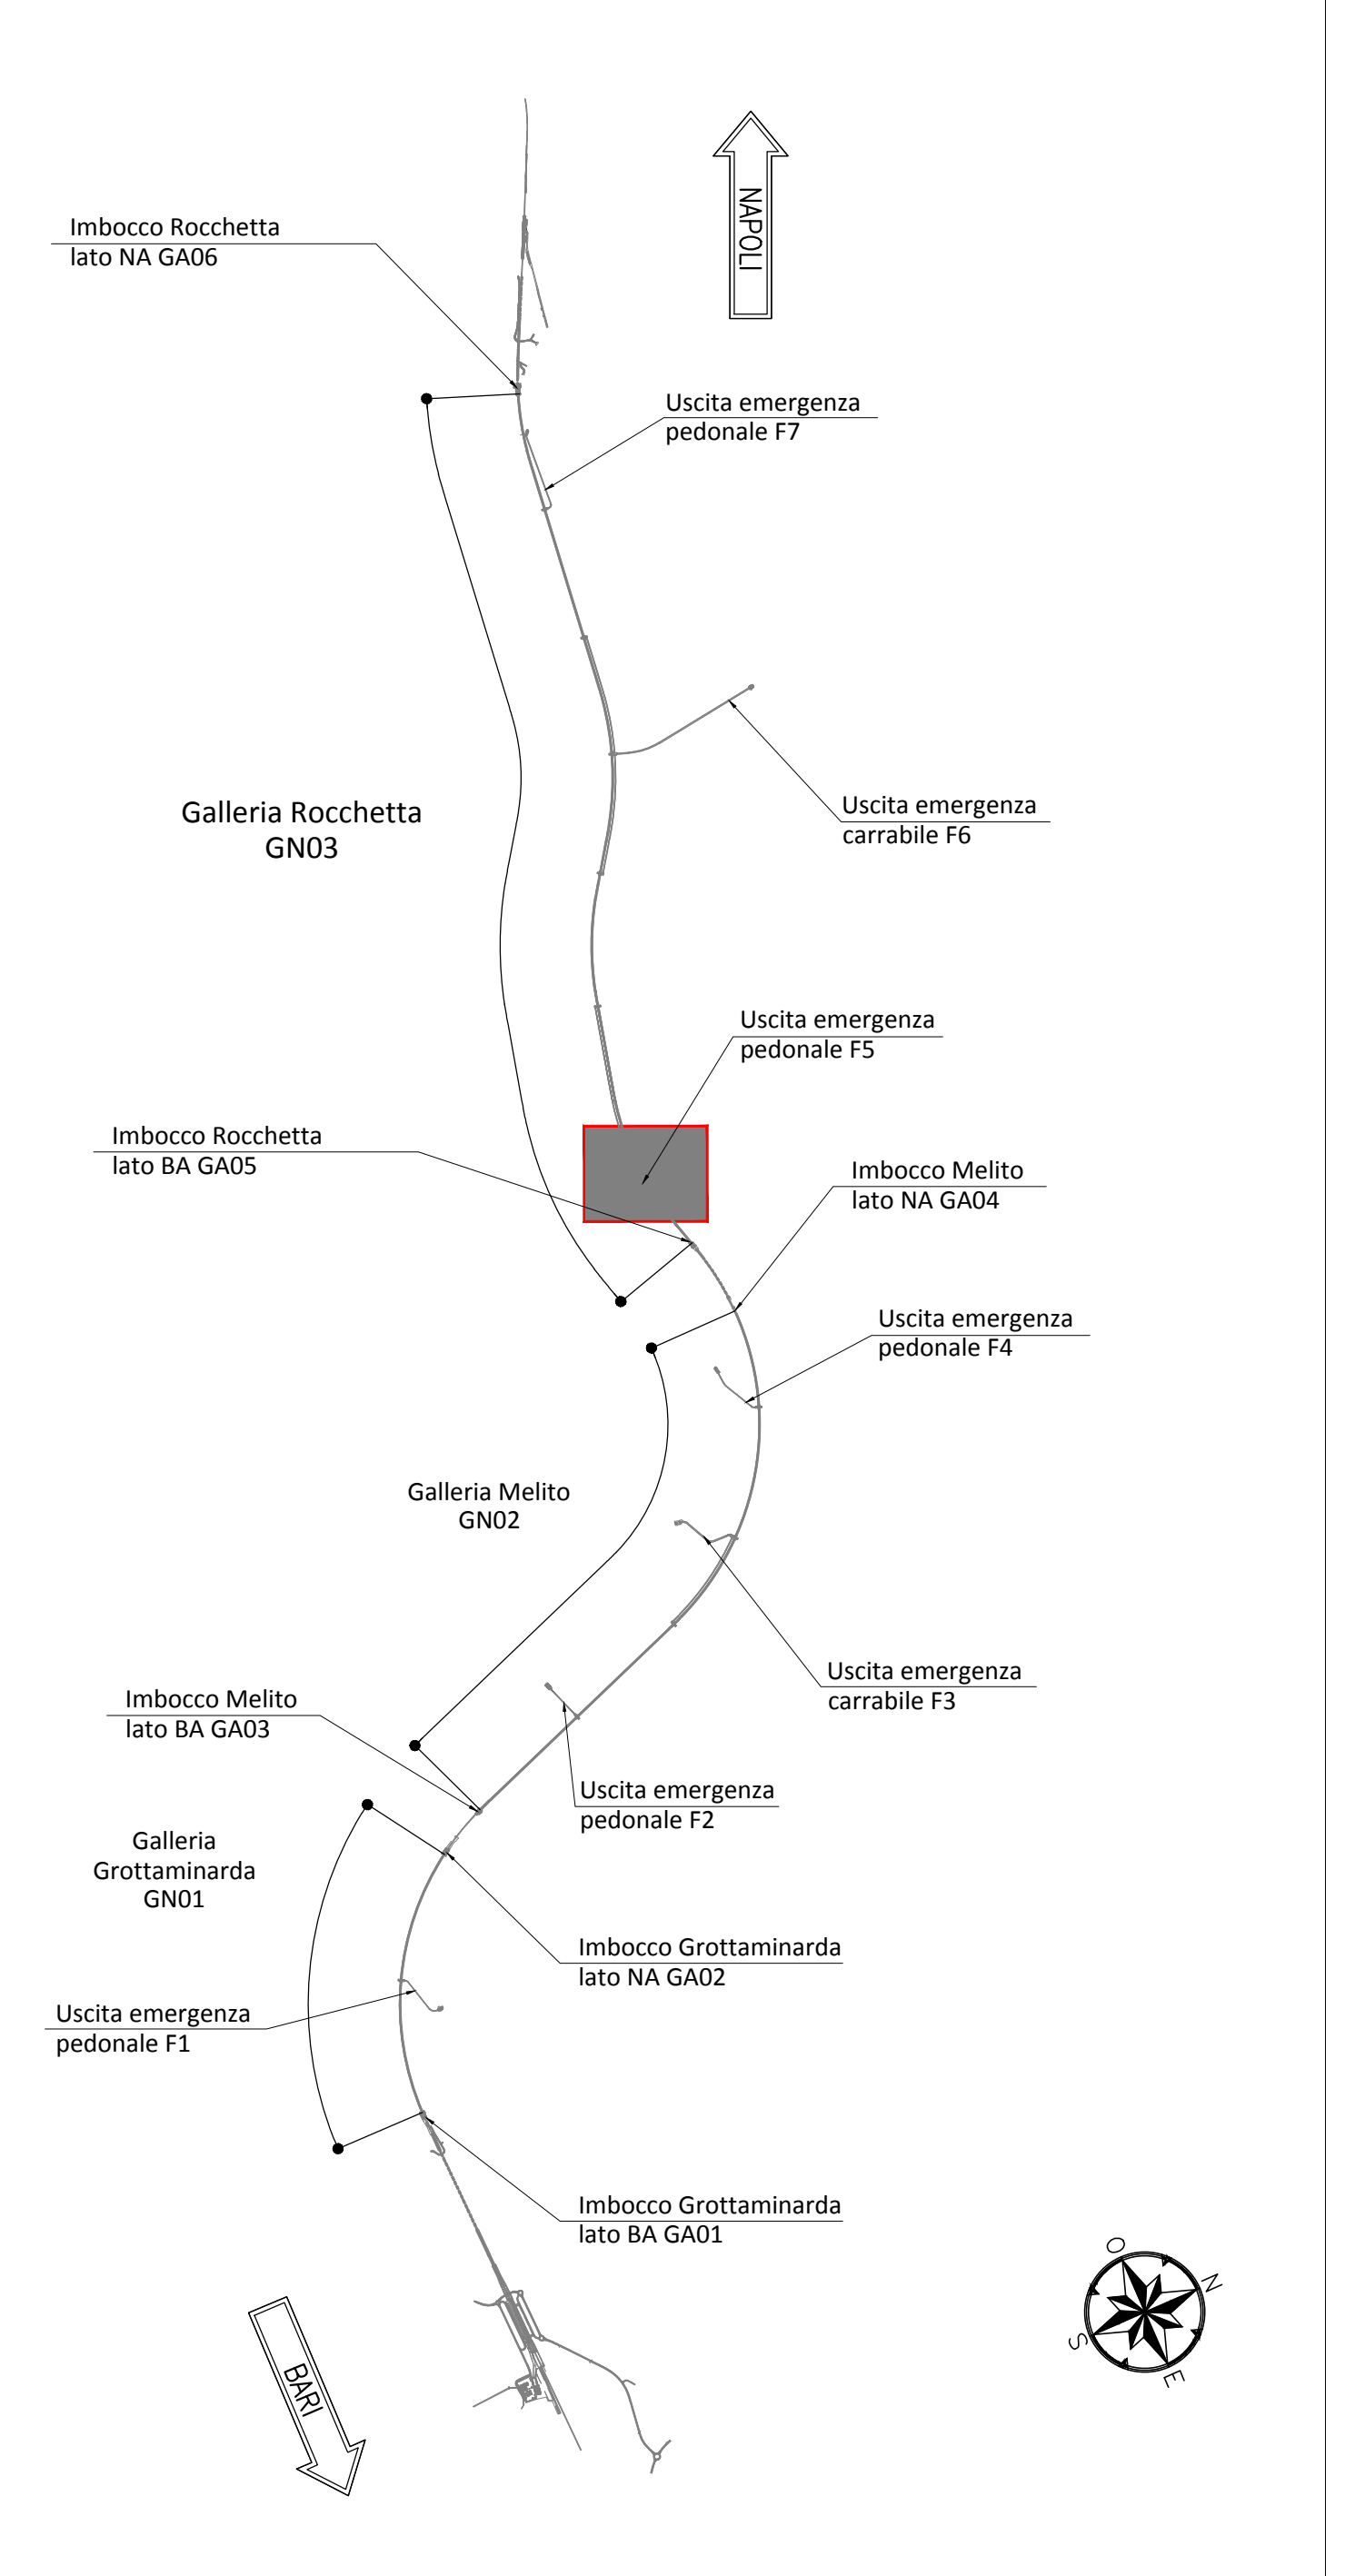 NAPOLI
Imbocco Rocchetta
lato NA GA06
Uscita emergenza
pedonale F7
Uscita emergenza
carrabile F6
Galleria Rocchetta
GN03
Uscita emergenza
pedonale F5
Imbocco Rocchetta
lato BA GA05
Imbocco Melito
lato NA GA04
Uscita emergenza
pedonale F4
Galleria Melito
GN02
Uscita emergenza
carrabile F3
Imbocco Melito
lato BA GA03
Uscita emergenza
pedonale F2
Galleria
Grottaminarda
GN01
Imbocco Grottaminarda
lato NA GA02
Uscita emergenza
pedonale F1
Imbocco Grottaminarda
lato BA GA01
BARI
O
N
S
E